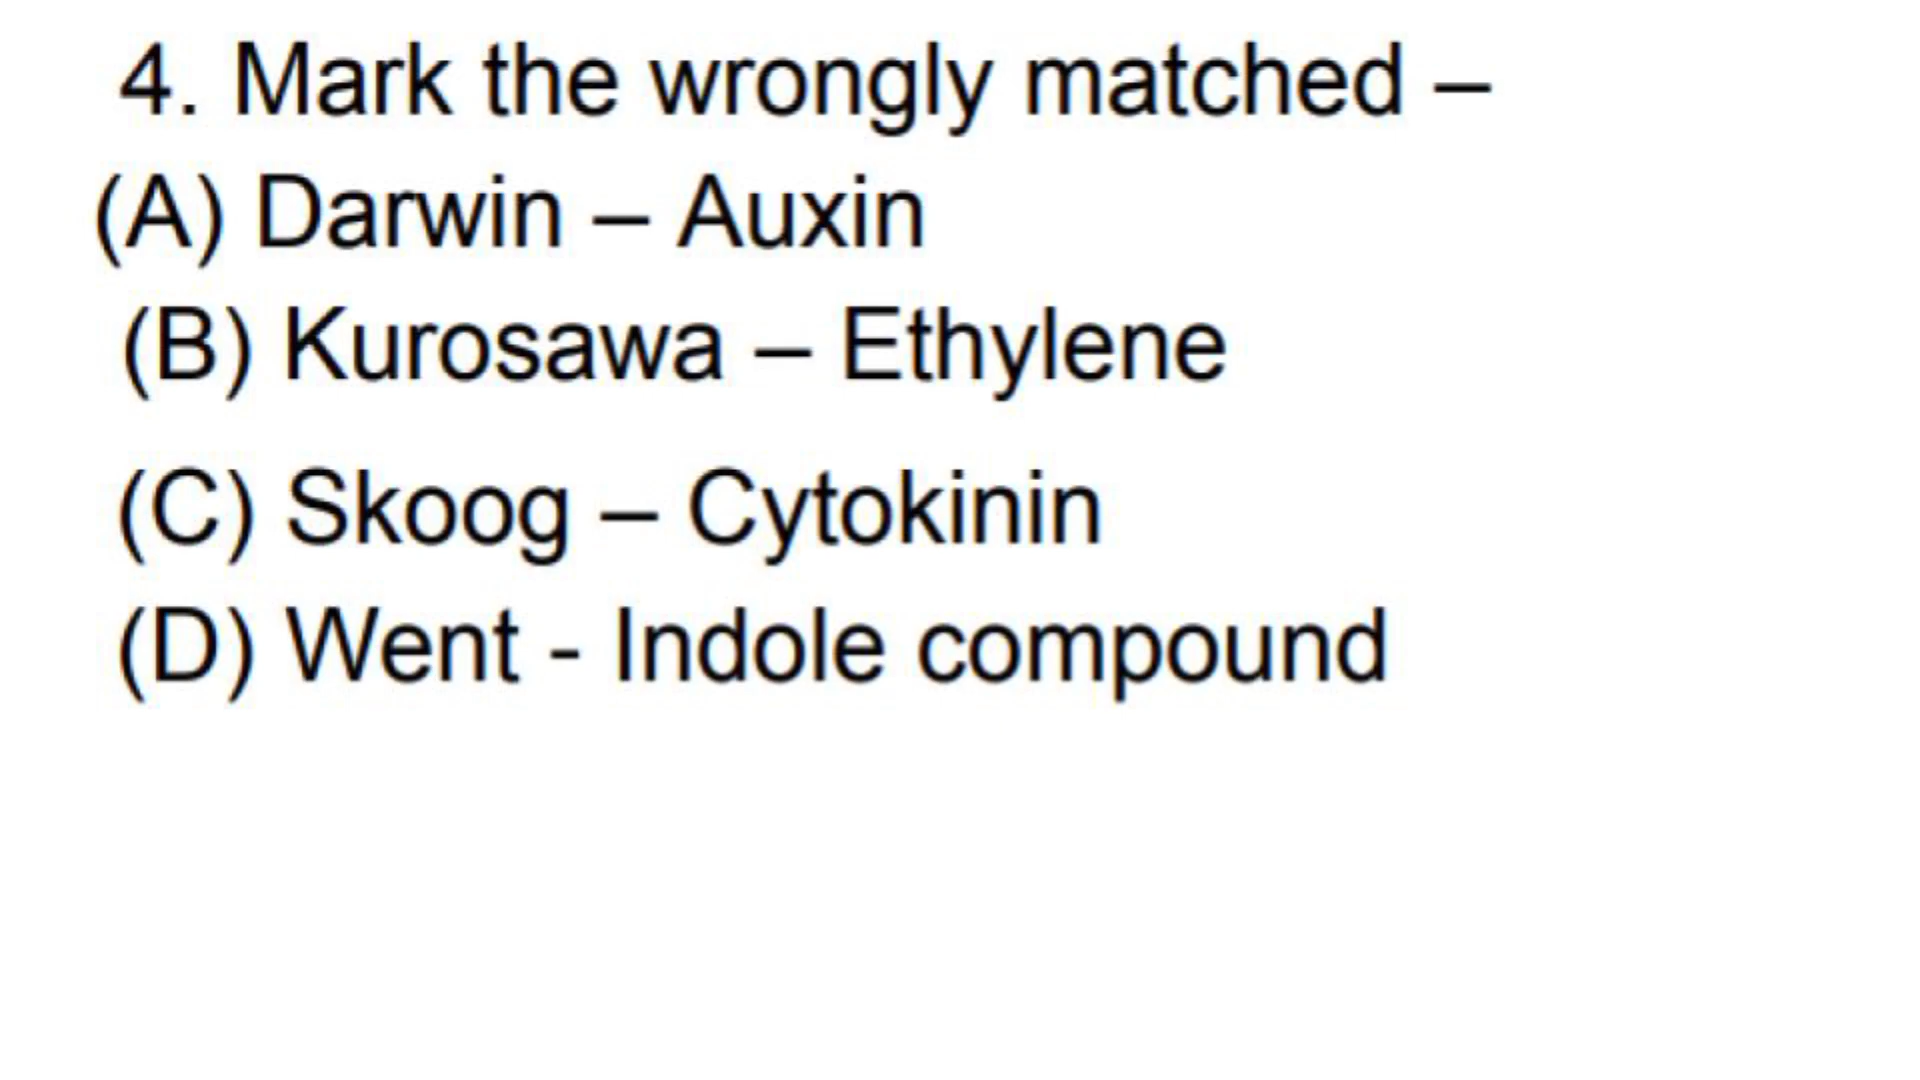 4. Mark the wrongly matched –
(A) Darwin – Auxin
(B) Kurosawa – Ethylene
(C) Skoog – Cytokinin
(D) Went - Indole compound